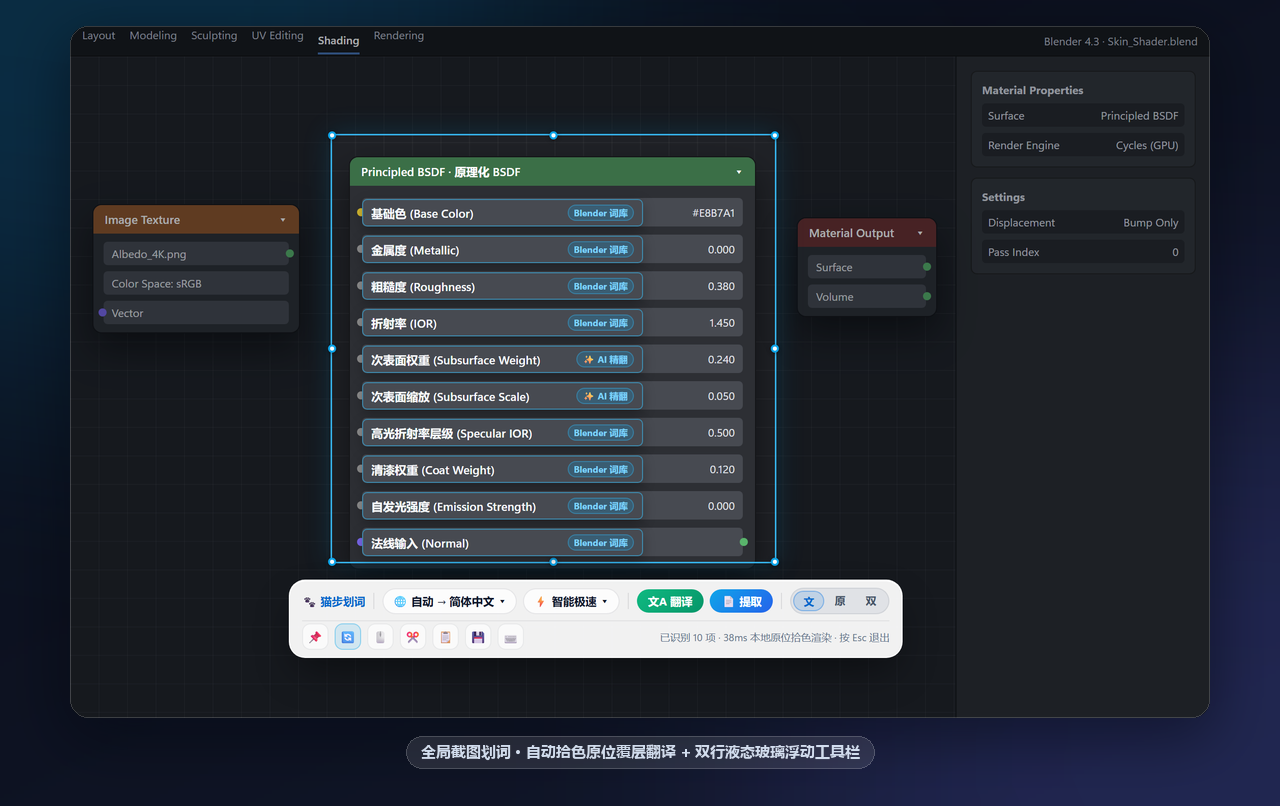 Layout Modeling Sculpting UV Editing Shading Rendering
Blender 4.3 · Skin_Shader.blend
Image Texture
Albedo_4K.png
Color Space: sRGB
Vector
Principled BSDF · 原理化 BSDF
基础色 (Base Color) Blender 词库 #E8B7A1
金属度 (Metallic) Blender 词库 0.000
粗糙度 (Roughness) Blender 词库 0.380
折射率 (IOR) Blender 词库 1.450
次表面权重 (Subsurface Weight) ✨ AI 精翻 0.240
次表面缩放 (Subsurface Scale) ✨ AI 精翻 0.050
高光折射率层级 (Specular IOR) Blender 词库 0.500
清漆权重 (Coat Weight) Blender 词库 0.120
自发光强度 (Emission Strength) Blender 词库 0.000
法线输入 (Normal) Blender 词库
Material Output
Surface
Volume
Material Properties
Surface Principled BSDF
Render Engine Cycles (GPU)
Settings
Displacement Bump Only
Pass Index 0
猫步划词 自动 → 简体中文 智能极速 文A 翻译 提取 文 原 双
已识别 10 项 · 38ms 本地原位拾色渲染 · 按 Esc 退出
全局截图划词 · 自动拾色原位覆层翻译 + 双行液态玻璃浮动工具栏